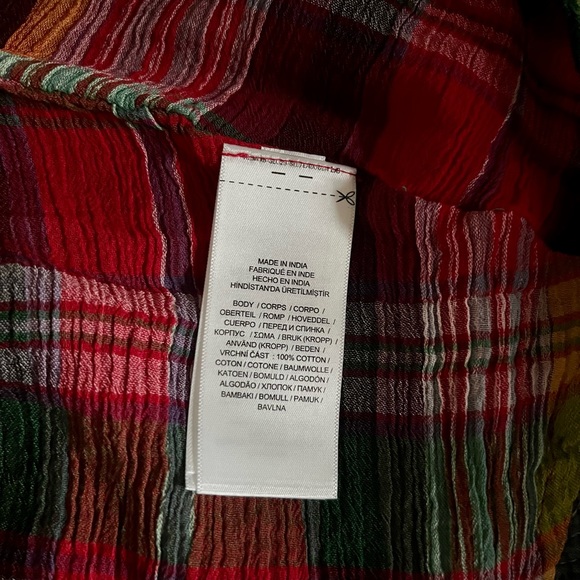 MADE IN INDIA
FABRIQUÉ EN INDE
HECHO EN INDIA
HİNDİSTAN'DA ÜRETİLMİŞTİR
BODY / CORPS / CORPO /
OBERTEIL / ROMP / HOVEDDEL /
CUERPO / ПЕРЕД И СПИНКА /
КОРПУС / ΣΩΜΑ / BRUK (KROPP) /
ANVÄND (KROPP) / BEDEN /
VRCHNÍ ČÁST : 100% COTTON /
COTON / COTONE / BAUMWOLLE /
KATOEN / BOMULD / ALGODÓN /
ALGODÃO / ХЛОПОК / ПАМУК /
BAMBAKI / BOMULL / PAMUK /
BAVLNA